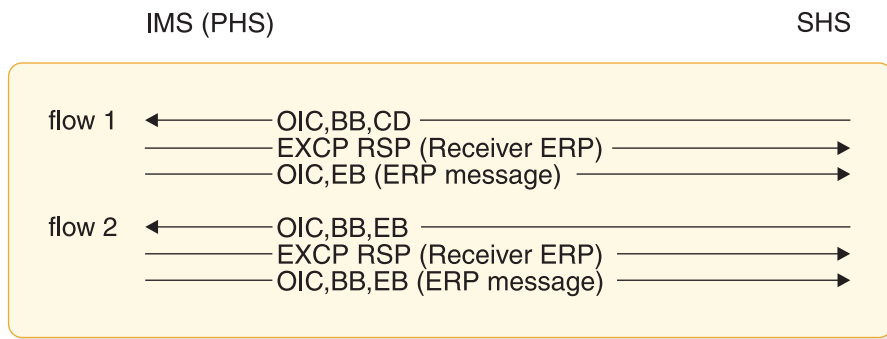 IMS (PHS) SHS
flow 1 OIC,BB,CD
EXCP RSP (Receiver ERP)
OIC,EB (ERP message)
flow 2 OIC,BB,EB
EXCP RSP (Receiver ERP)
OIC,BB,EB (ERP message)